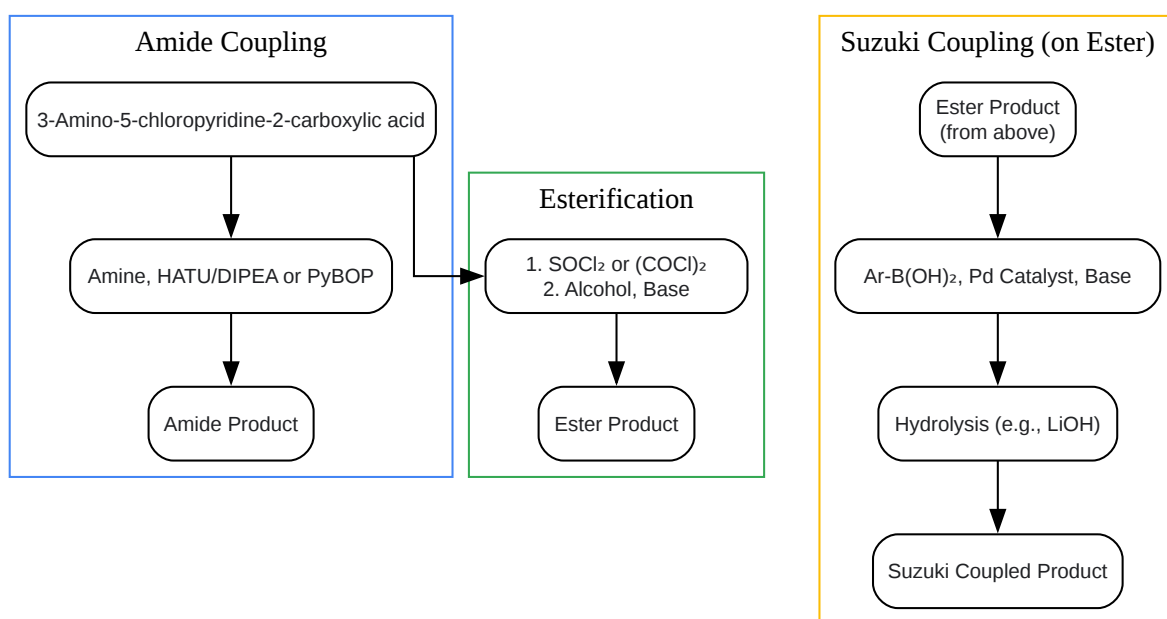 Amide Coupling
3-Amino-5-chloropyridine-2-carboxylic acid
Amine, HATU/DIPEA or PyBOP
Amide Product
Esterification
1. SOCl₂ or (COCl)₂
2. Alcohol, Base
Ester Product
Suzuki Coupling (on Ester)
Ester Product
(from above)
Ar-B(OH)₂, Pd Catalyst, Base
Hydrolysis (e.g., LiOH)
Suzuki Coupled Product